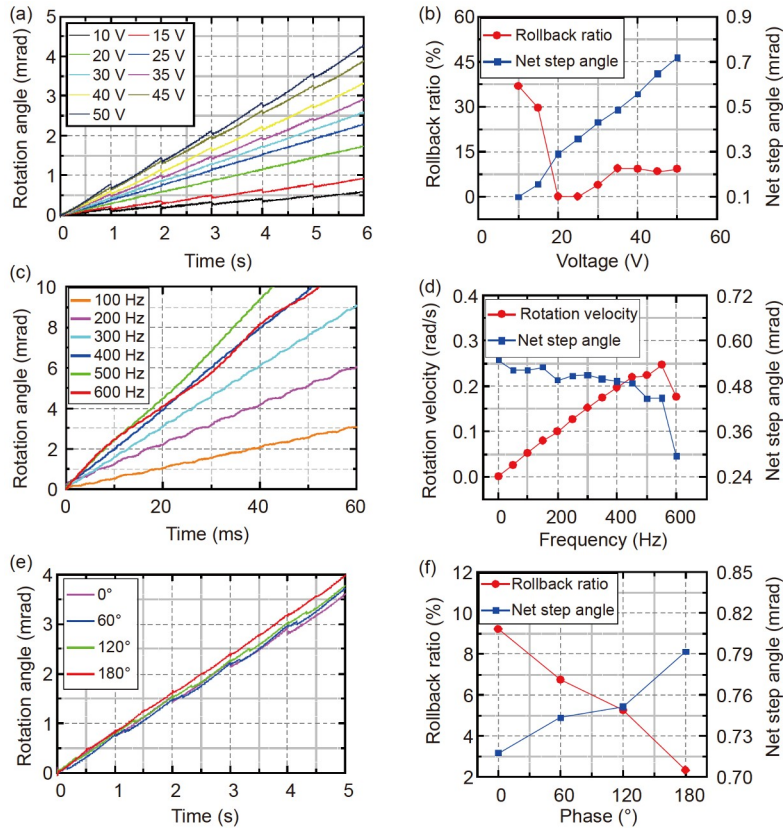 (a)
Rotation angle (mrad)
5
4
3
2
1
0
10 V 15 V
20 V 25 V
30 V 35 V
40 V 45 V
50 V
0 1 2 3 4 5 6
Time (s)
(b)
Rollback ratio (%)
60
45
30
15
0
Rollback ratio
Net step angle
0.9
0.7
0.5
0.3
0.1
Net step angle (mrad)
0 20 40 60
Voltage (V)
(c)
Rotation angle (mrad)
10
8
6
4
2
0
100 Hz
200 Hz
300 Hz
400 Hz
500 Hz
600 Hz
0 20 40 60
Time (ms)
(d)
Rotation velocity (rad/s)
0.4
0.3
0.2
0.1
0.0
Rotation velocity
Net step angle
0.72
0.60
0.48
0.36
0.24
Net step angle (mrad)
0 200 400 600
Frequency (Hz)
(e)
Rotation angle (mrad)
4
3
2
1
0
0°
60°
120°
180°
0 1 2 3 4 5
Time (s)
(f)
Rollback ratio (%)
12
10
8
6
4
2
Rollback ratio
Net step angle
0.85
0.82
0.79
0.76
0.73
0.70
Net step angle (mrad)
0 60 120 180
Phase (°)